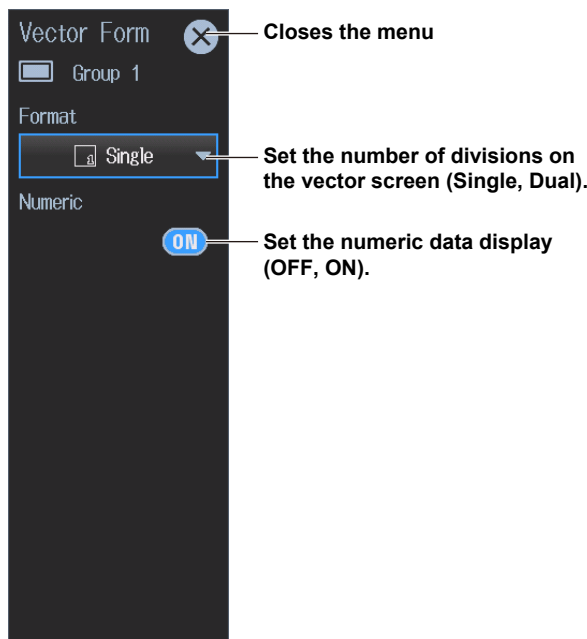 Vector Form
Closes the menu
Group 1
Format
1 Single
Set the number of divisions on
the vector screen (Single, Dual).
Numeric
ON
Set the numeric data display
(OFF, ON).